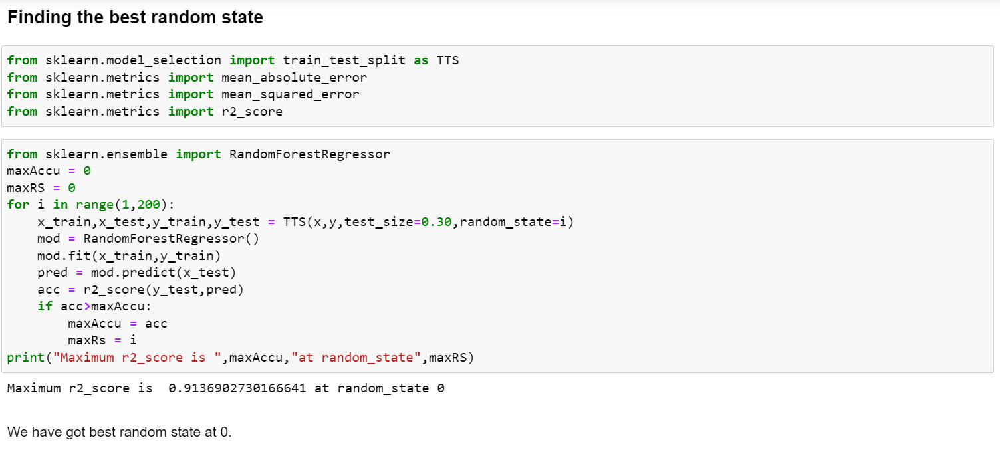 Finding the best random state
from sklearn.model_selection import train_test_split as TTS
from sklearn.metrics import mean_absolute_error
from sklearn.metrics import mean_squared_error
from sklearn.metrics import r2_score
from sklearn.ensemble import RandomForestRegressor
maxAccu = 0
maxRS = 0
for i in range(1,200):
    x_train,x_test,y_train,y_test = TTS(x,y,test_size=0.30,random_state=i)
    mod = RandomForestRegressor()
    mod.fit(x_train,y_train)
    pred = mod.predict(x_test)
    acc = r2_score(y_test,pred)
    if acc>maxAccu:
        maxAccu = acc
        maxRs = i
print("Maximum r2_score is ",maxAccu,"at random_state",maxRS)
Maximum r2_score is  0.9136902730166641 at random_state 0
We have got best random state at 0.